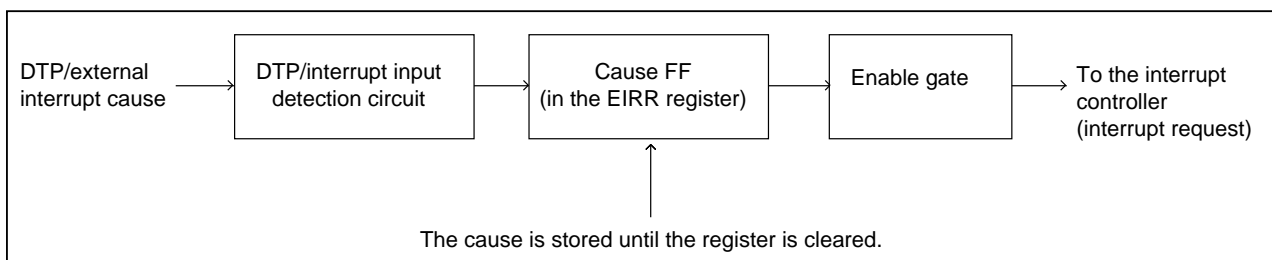 DTP/external
interrupt cause
DTP/interrupt input
detection circuit
Cause FF
(in the EIRR register)
Enable gate
To the interrupt
controller
(interrupt request)
The cause is stored until the register is cleared.